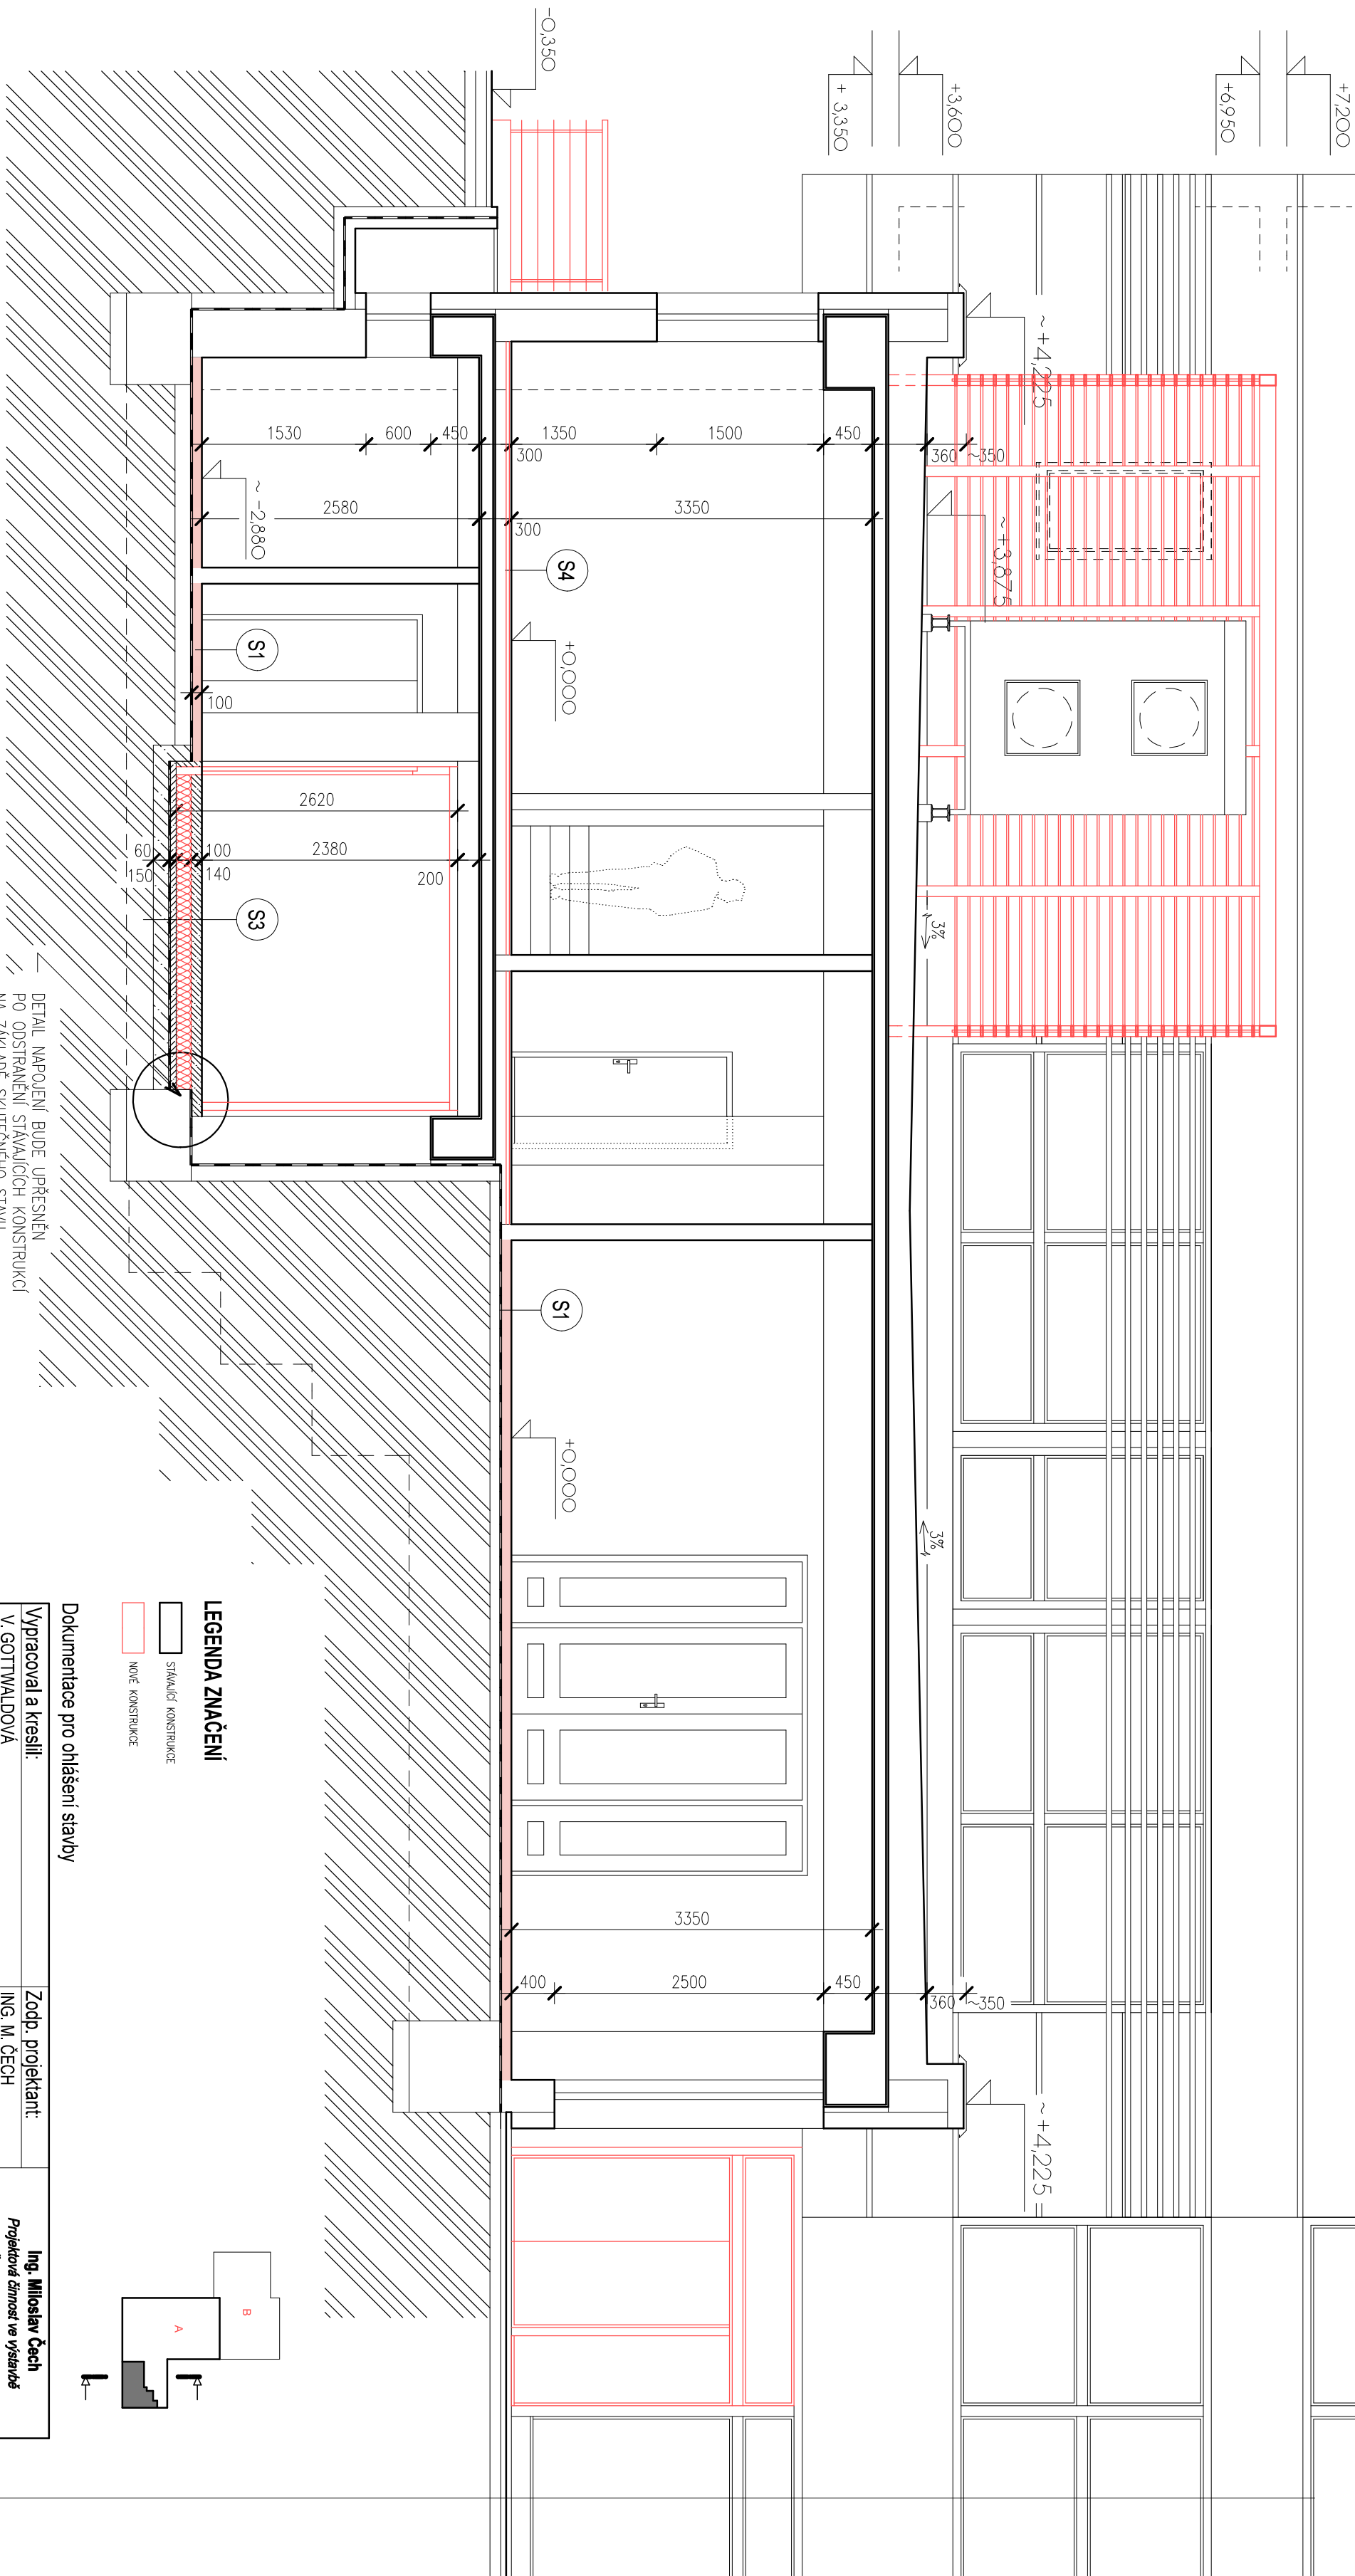 +7,200
+6,950
+3,600
+ 3,350
-0,350
~ +4,225
~ +3,875
3%
3%
~ +4,225
~350
360
450
1500
1350
300
450
600
1530
3350
300
2580
~ -2,880
S4
+0,000
S1
100
2620
200
2380
100
140
60
150
S3
S1
+0,000
3350
~350
360
450
2500
400
DETAIL NAPOJENÍ BUDE UPŘESNĚN
PO ODSTRANĚNÍ STÁVAJÍCÍCH KONSTRUKCÍ
NA ZÁKLADĚ SKUTEČNÉHO STAVU
LEGENDA ZNAČENÍ
STÁVAJÍCÍ KONSTRUKCE
NOVÉ KONSTRUKCE
B
A
Dokumentace pro ohlášení stavby
Vypracoval a kreslil:
V. GOTTWALDOVÁ
Zodp. projektant:
ING. M. ČECH
Ing. Miloslav Čech
Projektová činnost ve výstavbě